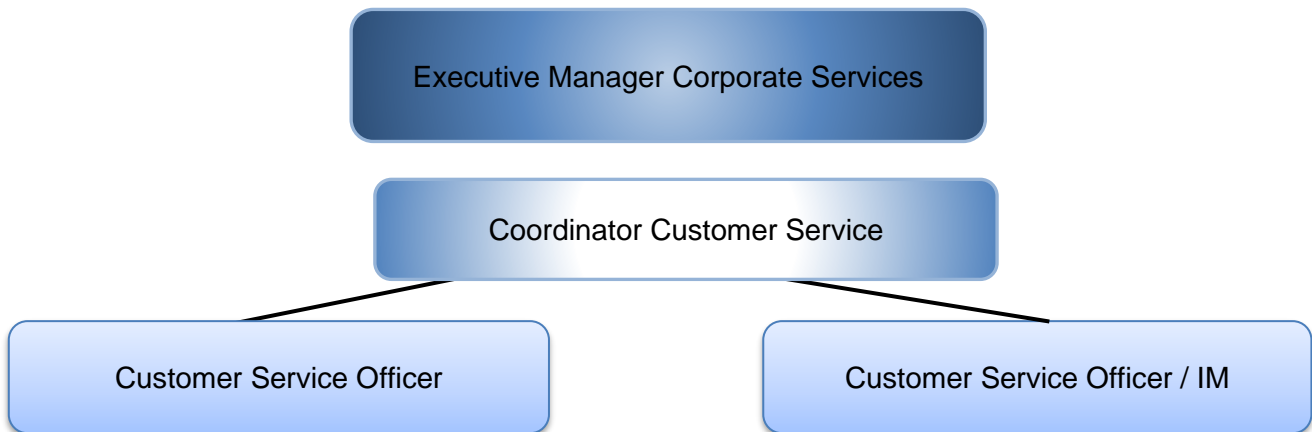 Executive Manager Corporate Services
Coordinator Customer Service
Customer Service Officer
Customer Service Officer / IM